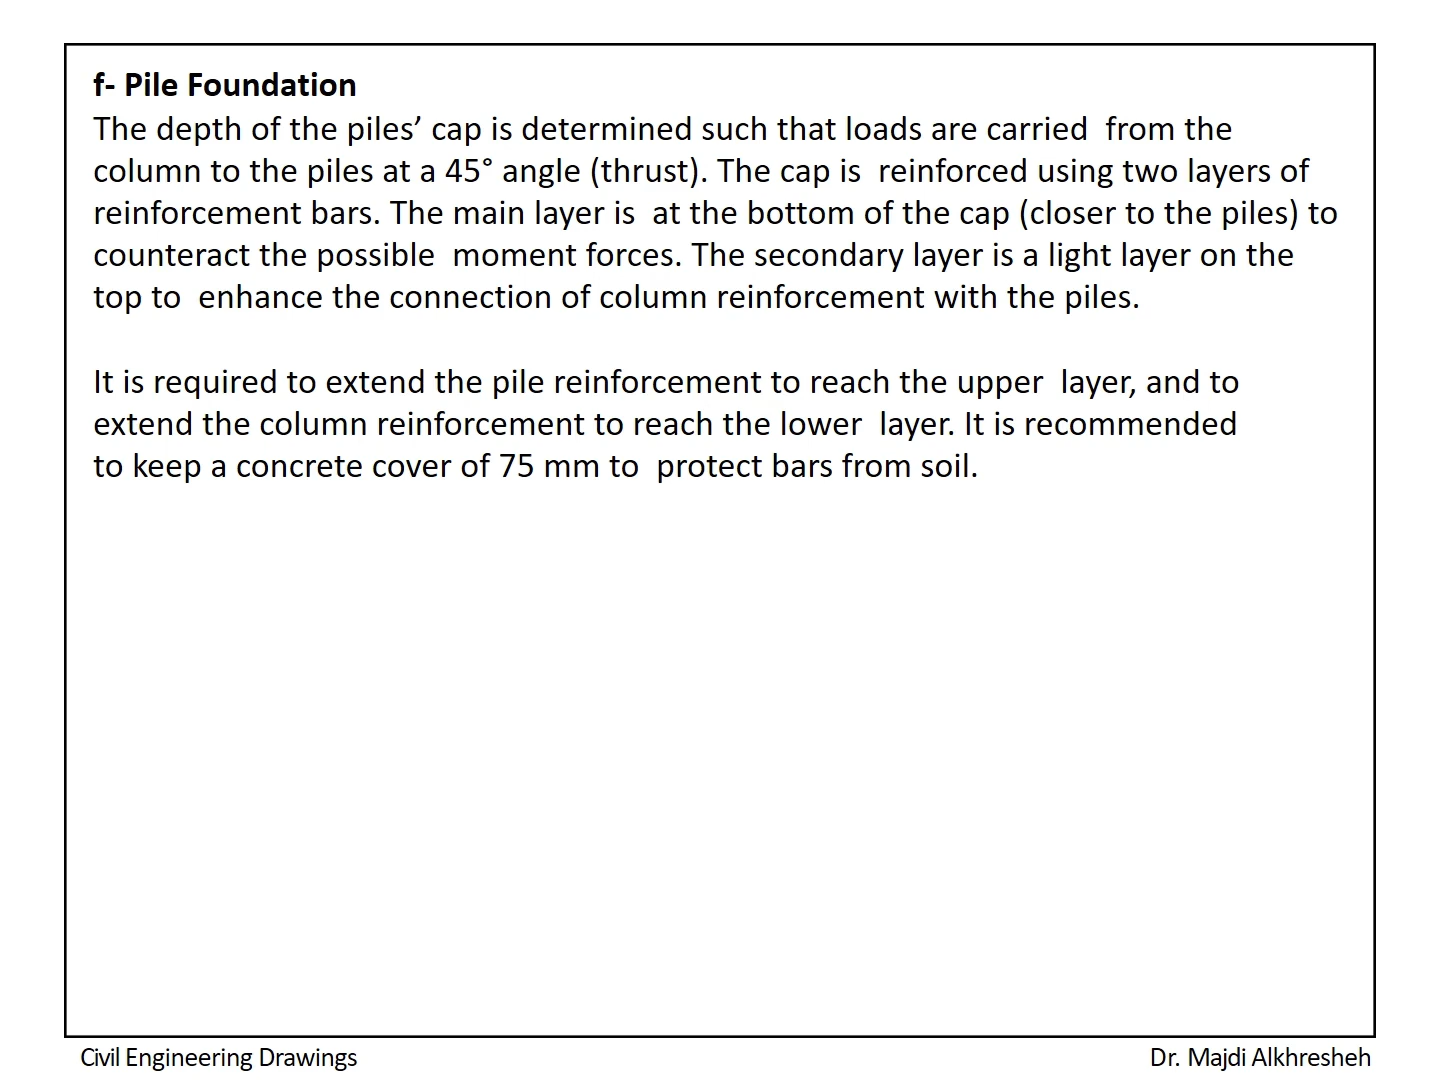 f- Pile Foundation
The depth of the piles’ cap is determined such that loads are carried  from the
column to the piles at a 45° angle (thrust). The cap is  reinforced using two layers of
reinforcement bars. The main layer is  at the bottom of the cap (closer to the piles) to
counteract the possible  moment forces. The secondary layer is a light layer on the
top to  enhance the connection of column reinforcement with the piles.
It is required to extend the pile reinforcement to reach the upper  layer, and to
extend the column reinforcement to reach the lower  layer. It is recommended
to keep a concrete cover of 75 mm to  protect bars from soil.
Civil Engineering Drawings
Dr. Majdi Alkhresheh